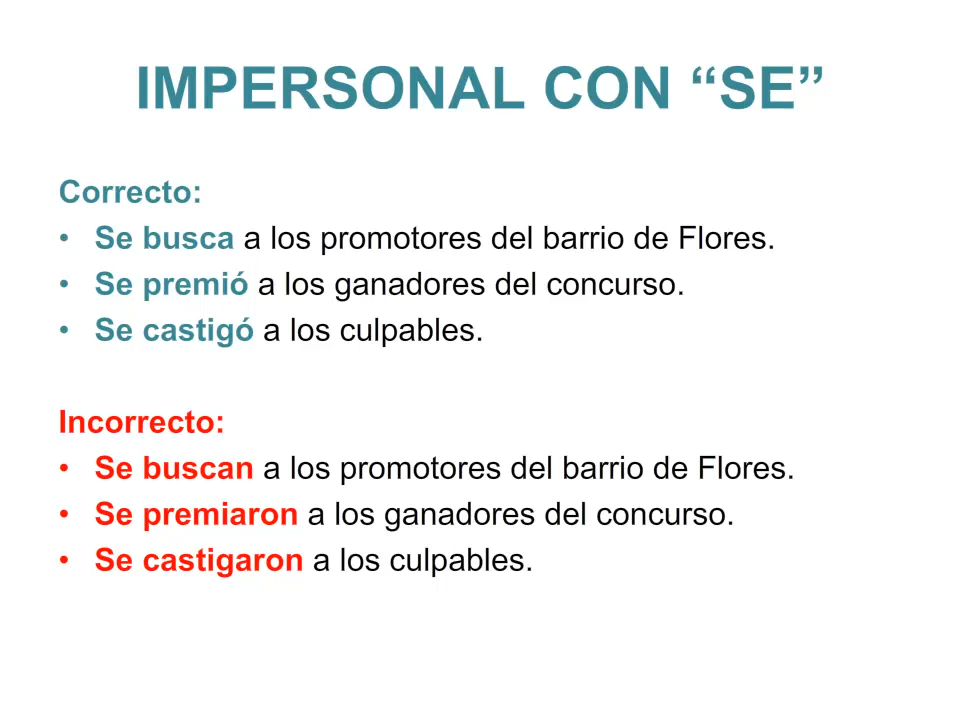 IMPERSONAL CON “SE”
Correcto:
• Se busca a los promotores del barrio de Flores.
• Se premió a los ganadores del concurso.
• Se castigó a los culpables.
Incorrecto:
• Se buscan a los promotores del barrio de Flores.
• Se premiaron a los ganadores del concurso.
• Se castigaron a los culpables.